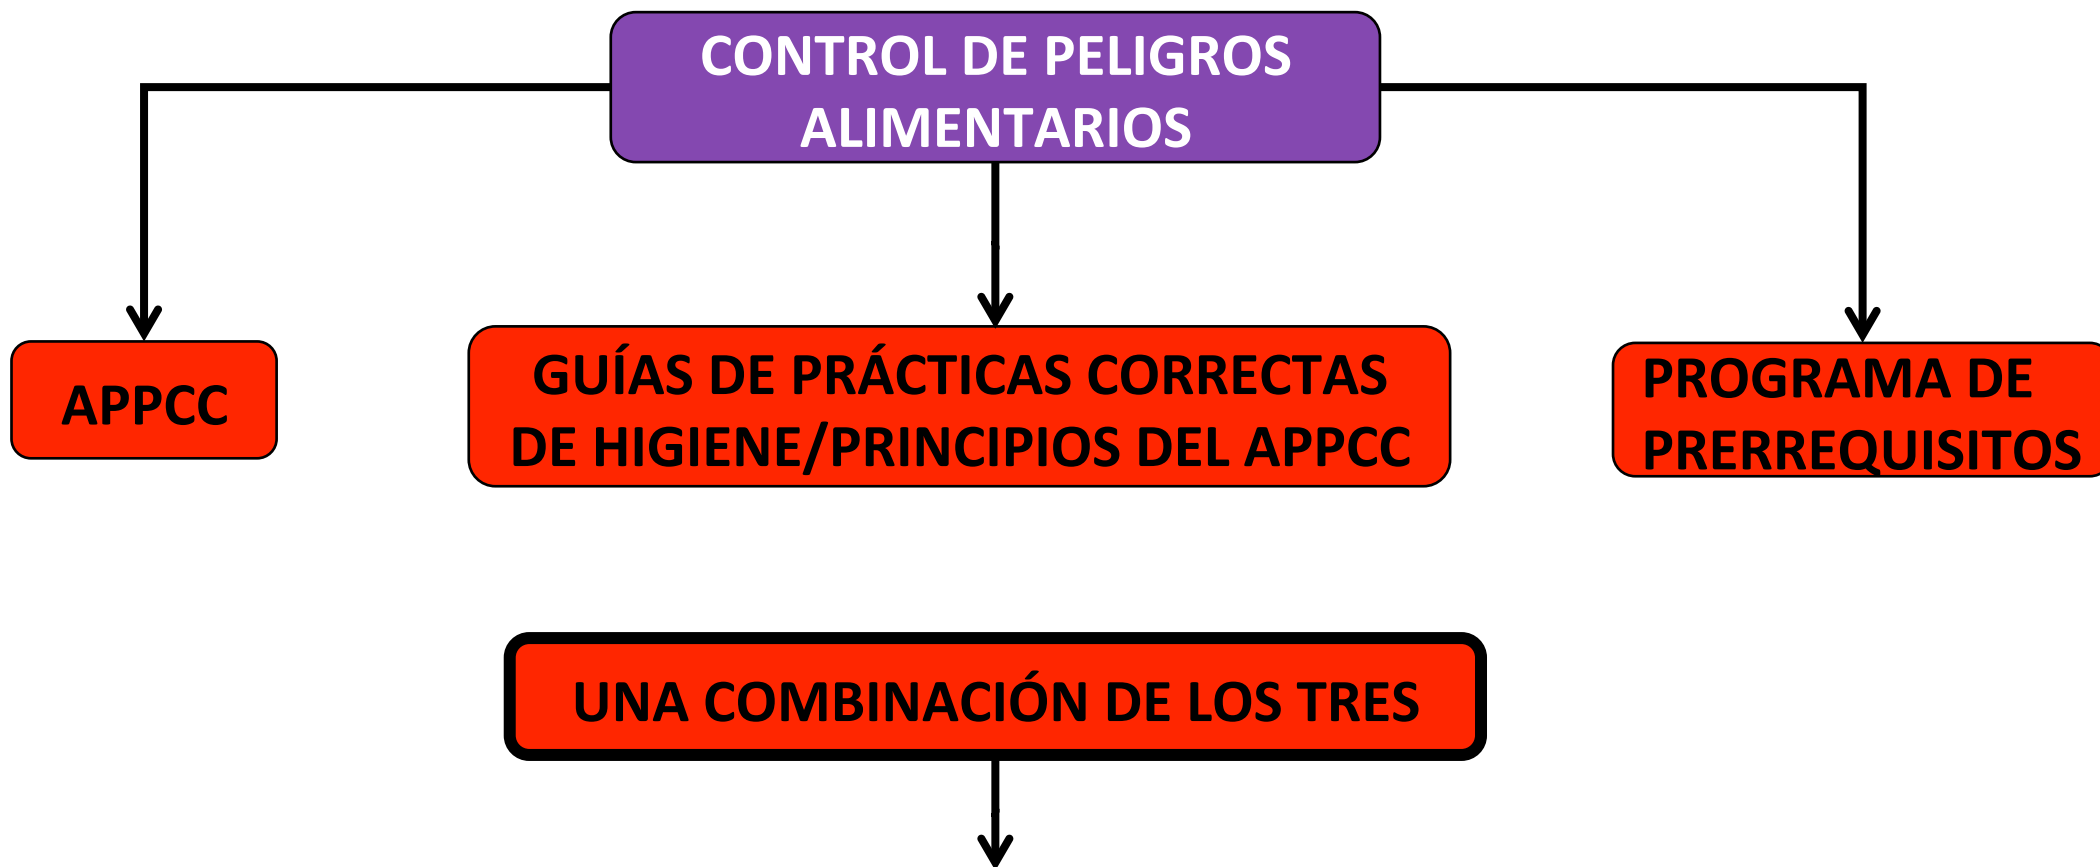 CONTROL DE PELIGROS
ALIMENTARIOS
APPCC
GUÍAS DE PRÁCTICAS CORRECTAS
DE HIGIENE/PRINCIPIOS DEL APPCC
PROGRAMA DE
PRERREQUISITOS
UNA COMBINACIÓN DE LOS TRES